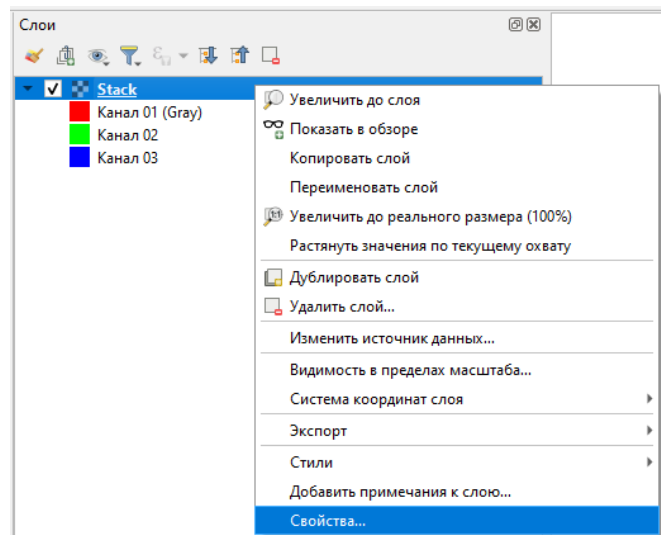 Слои
Stack
Канал 01 (Gray)
Канал 02
Канал 03
Увеличить до слоя
Показать в обзоре
Копировать слой
Переименовать слой
Увеличить до реального размера (100%)
Растянуть значения по текущему охвату
Дублировать слой
Удалить слой...
Изменить источник данных...
Видимость в пределах масштаба...
Система координат слоя
Экспорт
Стили
Добавить примечания к слою...
Свойства...